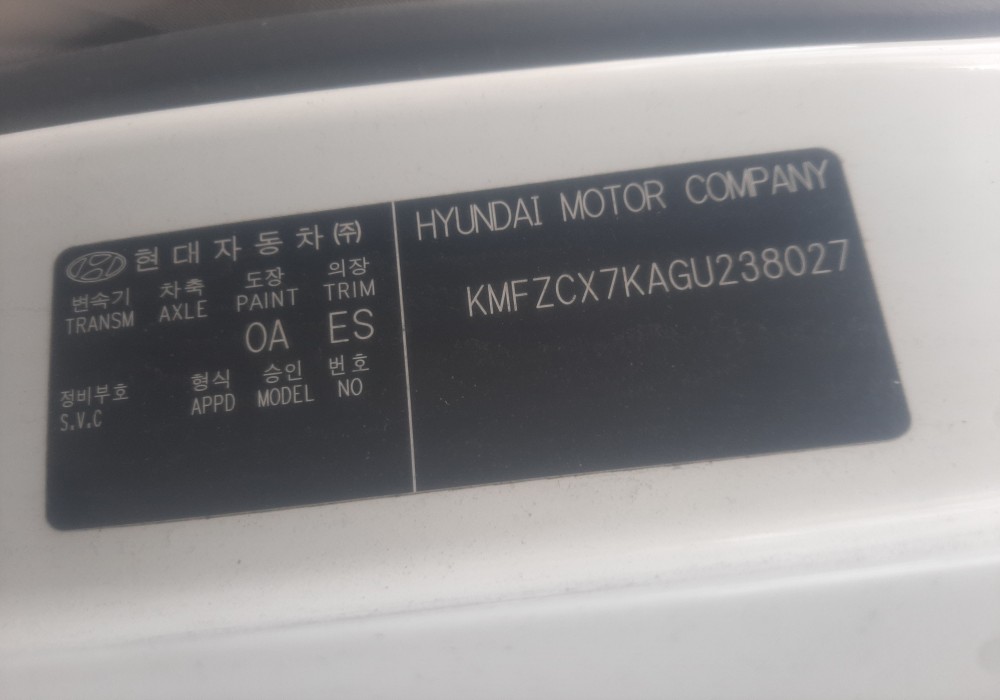 현대자동차(주)
변속기 차축 도장 의장
TRANSM AXLE PAINT TRIM
OA ES
정비부호 형식 승인 번호
S.V.C APPD MODEL NO
HYUNDAI MOTOR COMPANY
KMFZCX7KAGU238027